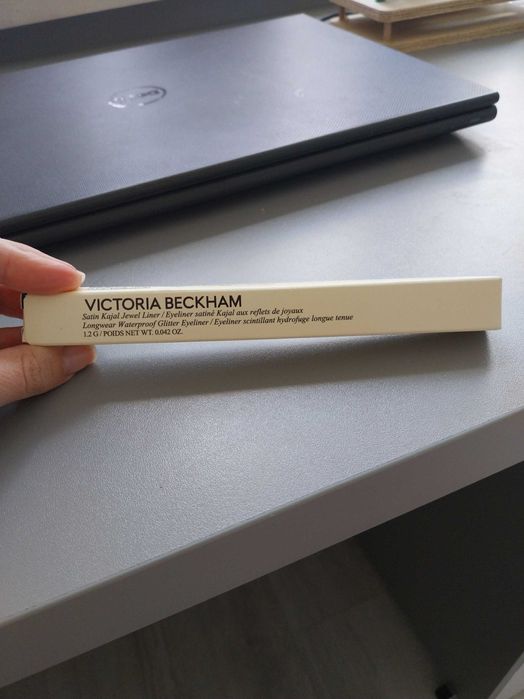 DELL
VICTORIA BECKHAM
Satin Kajal Jewel Liner / Eyeliner satiné Kajal aux reflets de joyaux
Longwear Waterproof Glitter Eyeliner / Eyeliner scintillant hydrofuge longue tenue
1.2 G / POIDS NET WT. 0.042 OZ.